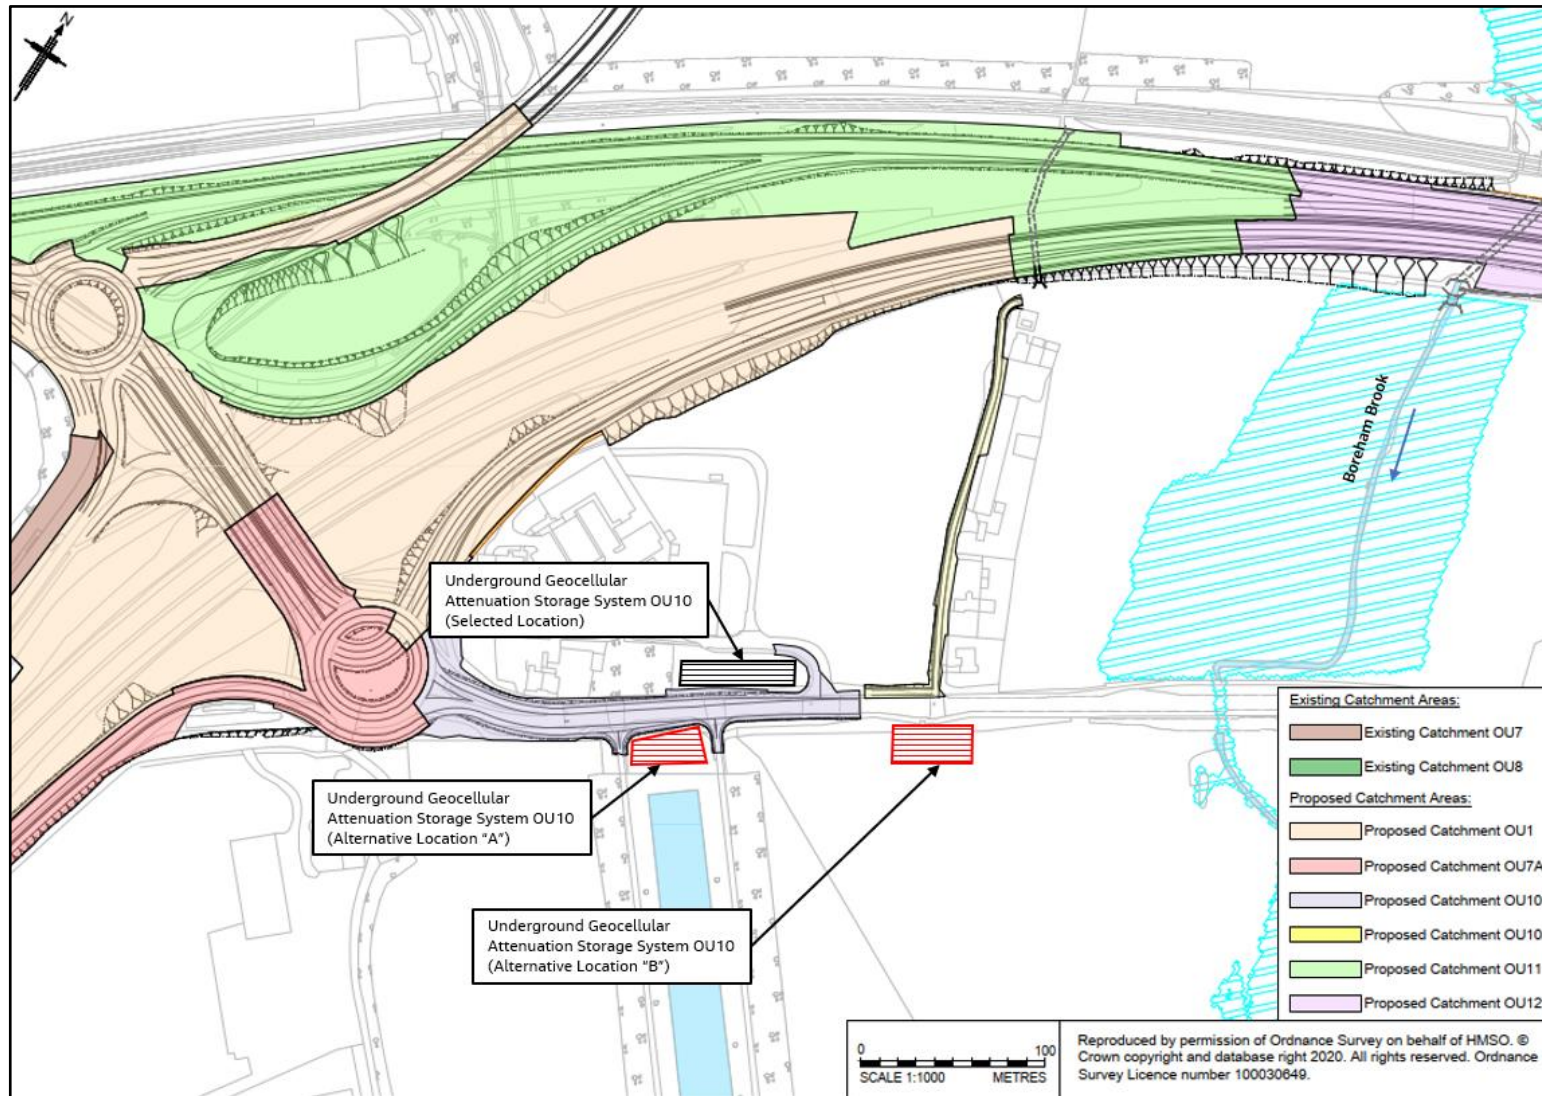 N
Boreham Brook
Underground Geocellular
Attenuation Storage System OU10
(Selected Location)
Underground Geocellular
Attenuation Storage System OU10
(Alternative Location "A")
Underground Geocellular
Attenuation Storage System OU10
(Alternative Location "B")
Existing Catchment Areas:
Existing Catchment OU7
Existing Catchment OU8
Proposed Catchment Areas:
Proposed Catchment OU1
Proposed Catchment OU7A
Proposed Catchment OU10
Proposed Catchment OU10
Proposed Catchment OU11
Proposed Catchment OU12
0 100
SCALE 1:1000 METRES
Reproduced by permission of Ordnance Survey on behalf of HMSO. ©
Crown copyright and database right 2020. All rights reserved. Ordnance
Survey Licence number 100030649.